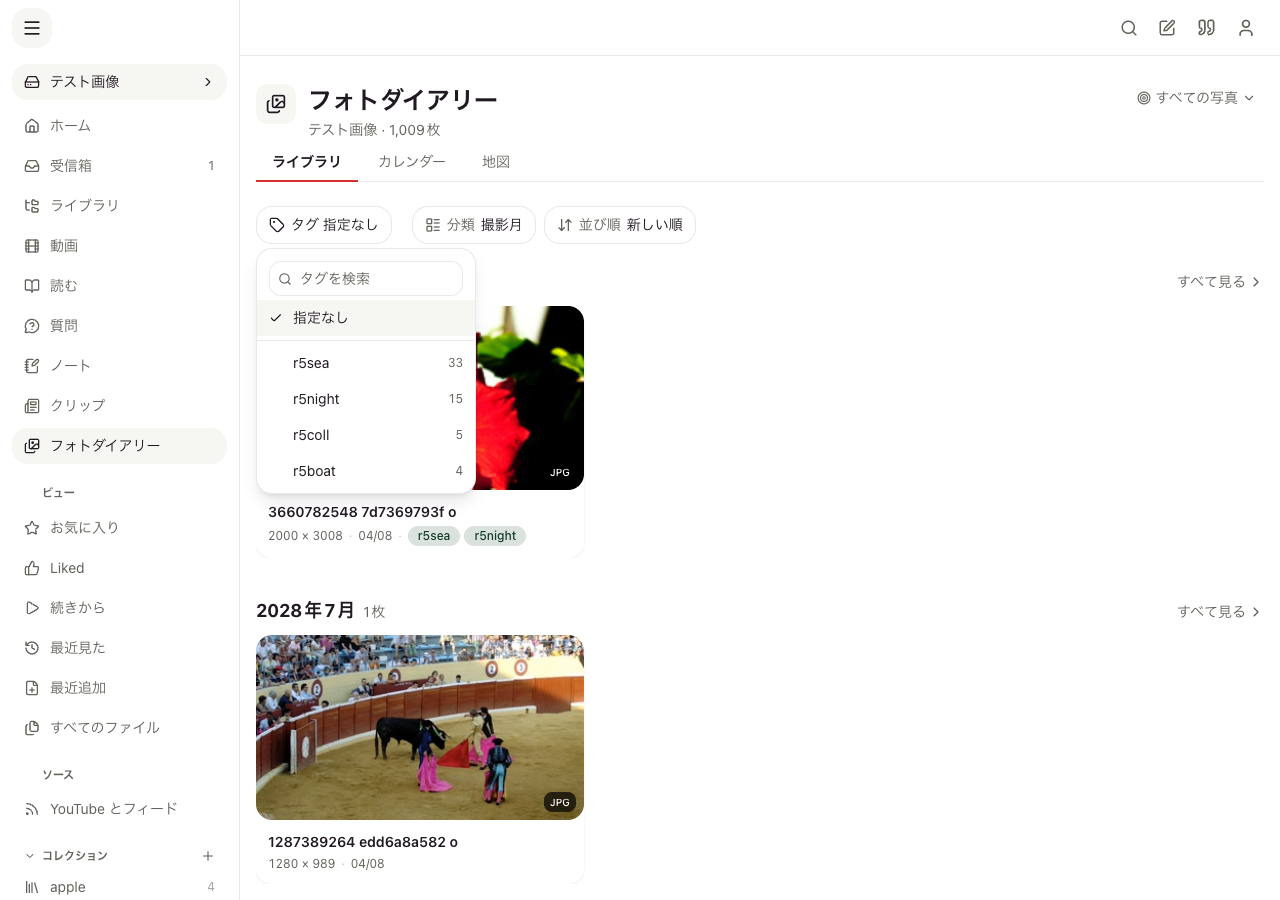 テスト画像
ホーム
受信箱 1
ライブラリ
動画
読む
質問
ノート
クリップ
フォトダイアリー
ビュー
お気に入り
Liked
続きから
最近見た
最近追加
すべてのファイル
ソース
YouTube とフィード
コレクション
apple 4
フォトダイアリー
テスト画像 · 1,009枚
すべての写真
ライブラリ カレンダー 地図
タグ 指定なし 分類 撮影月 並び順 新しい順
タグを検索
指定なし
r5sea 33
r5night 15
r5coll 5
r5boat 4
すべて見る
JPG
3660782548 7d7369793f o
2000 × 3008 · 04/08 · r5sea r5night
2028年7月 1枚 すべて見る
JPG
1287389264 edd6a8a582 o
1280 × 989 · 04/08